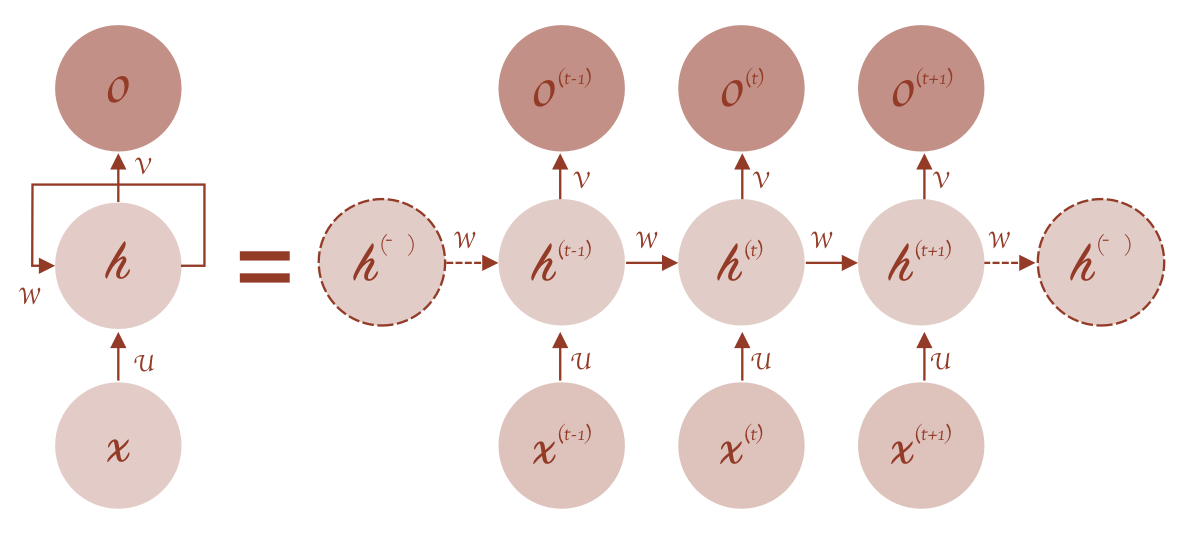 o o(t-1) o(t) o(t+1)
v v v v
h h(- ) w h(t-1) w h(t) w h(t+1) w h(- )
w
u u u u
x x(t-1) x(t) x(t+1)